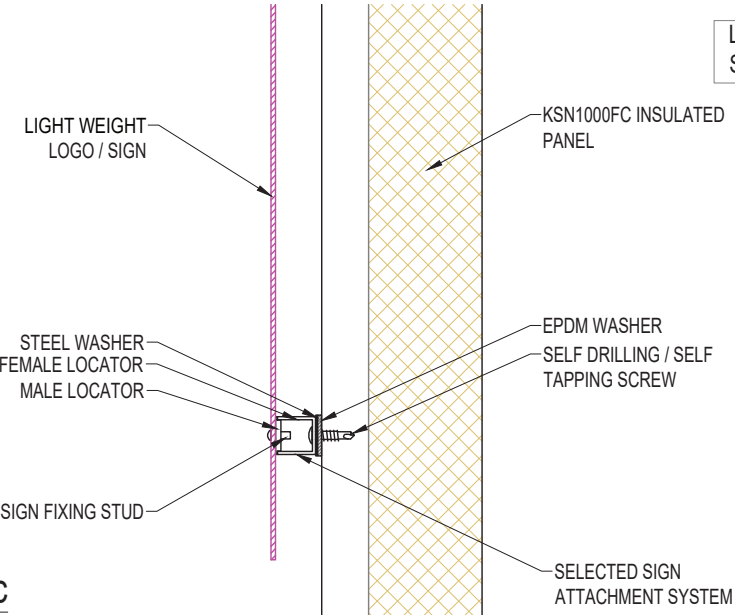 L
S
LIGHT WEIGHT
LOGO / SIGN
KSN1000FC INSULATED
PANEL
STEEL WASHER
FEMALE LOCATOR
MALE LOCATOR
EPDM WASHER
SELF DRILLING / SELF
TAPPING SCREW
SIGN FIXING STUD
SELECTED SIGN
ATTACHMENT SYSTEM
C